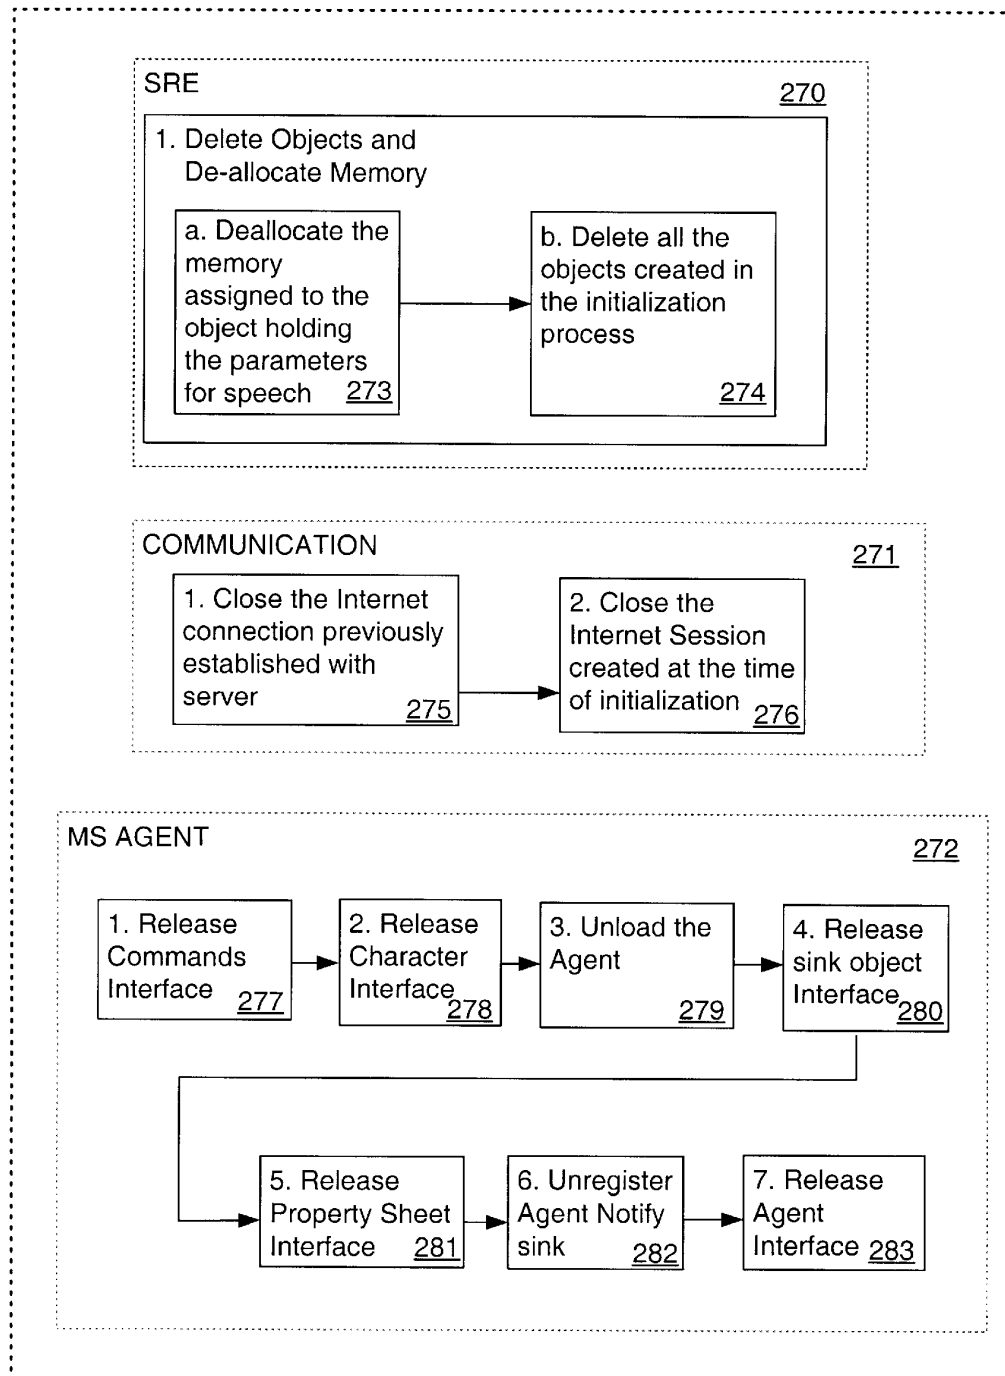 SRE
270
1. Delete Objects and
De-allocate Memory
a. Deallocate the
memory
assigned to the
object holding
the parameters
for speech 273
b. Delete all the
objects created in
the initialization
process
274
COMMUNICATION
271
1. Close the Internet
connection previously
established with
server 275
2. Close the
Internet Session
created at the time
of initialization 276
MS AGENT
272
1. Release
Commands
Interface 277
2. Release
Character
Interface 278
3. Unload the
Agent
279
4. Release
sink object
Interface 280
5. Release
Property Sheet
Interface 281
6. Unregister
Agent Notify
sink 282
7. Release
Agent
Interface 283